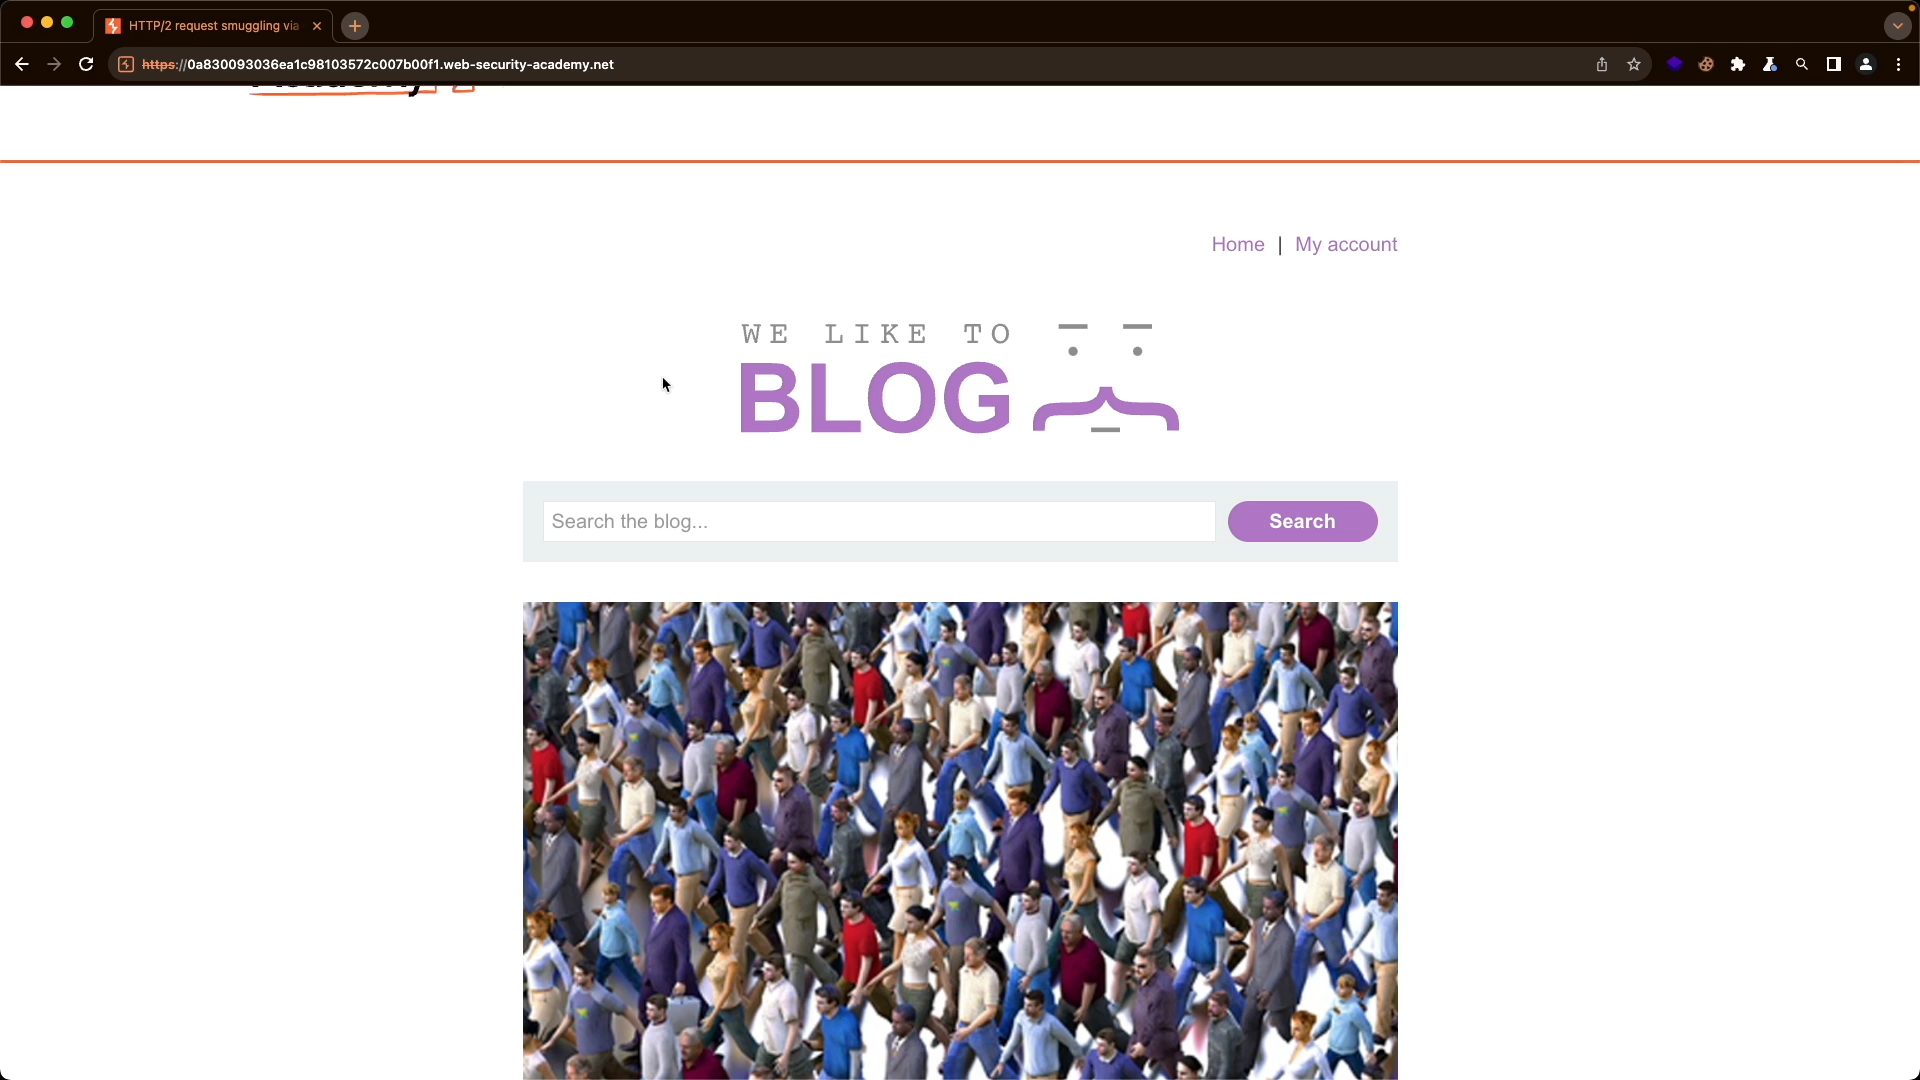 HTTP/2 request smuggling via
https://0a830093036ea1c98103572c007b00f1.web-security-academy.net
Home | My account
WE LIKE TO
BLOG
Search the blog...
Search